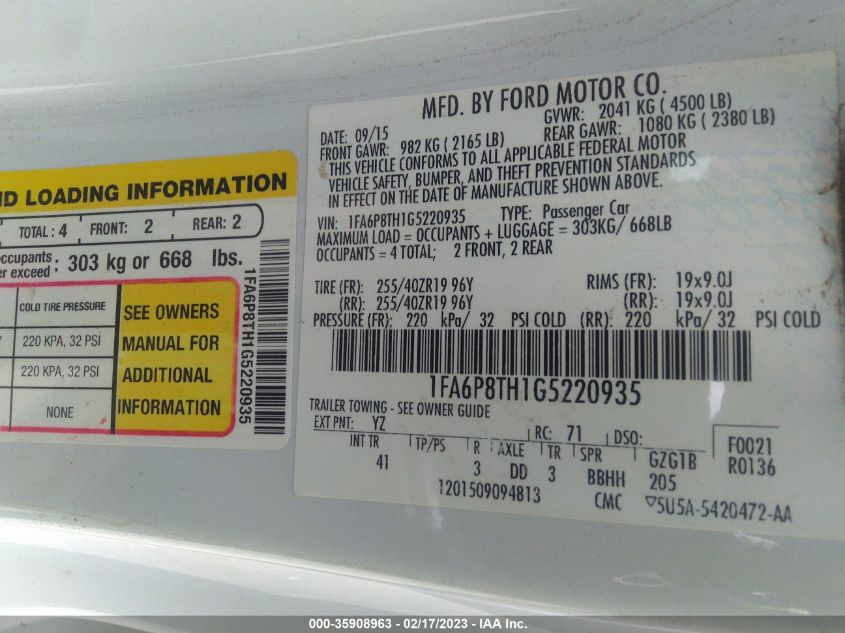 ND LOADING INFORMATION
TOTAL: 4 FRONT: 2 REAR: 2
ccupants
er exceed: 303 kg or 668 lbs.
COLD TIRE PRESSURE
220 KPA, 32 PSI
220 KPA, 32 PSI
NONE
SEE OWNERS
MANUAL FOR
ADDITIONAL
INFORMATION
1FA6P8TH1G5220935
MFD. BY FORD MOTOR CO.
DATE: 09/15 GVWR: 2041 KG ( 4500 LB)
FRONT GAWR: 982 KG ( 2165 LB) REAR GAWR: 1080 KG ( 2380 LB)
THIS VEHICLE CONFORMS TO ALL APPLICABLE FEDERAL MOTOR
VEHICLE SAFETY, BUMPER, AND THEFT PREVENTION STANDARDS
IN EFFECT ON THE DATE OF MANUFACTURE SHOWN ABOVE.
VIN: 1FA6P8TH1G5220935 TYPE: Passenger Car
MAXIMUM LOAD = OCCUPANTS + LUGGAGE = 303KG/ 668LB
OCCUPANTS = 4 TOTAL; 2 FRONT, 2 REAR
TIRE (FR): 255/40ZR19 96Y RIMS (FR): 19x9.0J
(RR): 255/40ZR19 96Y (RR): 19x9.0J
PRESSURE (FR): 220 kPa/ 32 PSI COLD (RR): 220 kPa/ 32 PSI COLD
1FA6P8TH1G5220935
TRAILER TOWING - SEE OWNER GUIDE
EXT PNT: YZ RC: 71 DSO: F0021
INT TR TP/PS R AXLE TR SPR GZG1B R0136
41 3 DD 3 BBHH 205
1201509094813 CMC ▽5U5A-5420472-AA
000-35908963 - 02/17/2023 - IAA Inc.